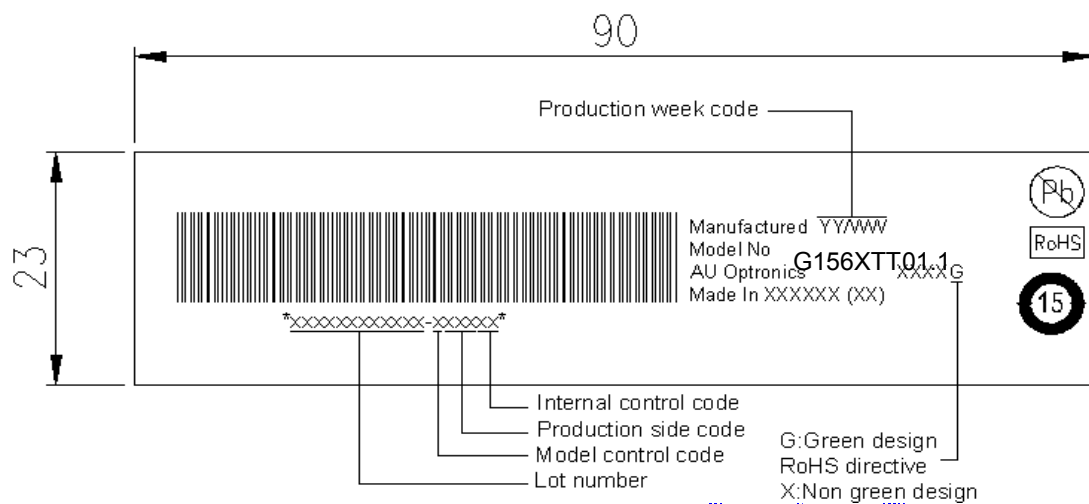 90
Production week code
23
Pb
Manufactured YY/WW
RoHS
Model No G156XTT01.1
AU Optronics XXXXG
Made In XXXXXX (XX)
15
*XXXXXXXXXXXX-XXXXXX*
Internal control code
Production side code
Model control code
Lot number
G:Green design
RoHS directive
X:Non green design